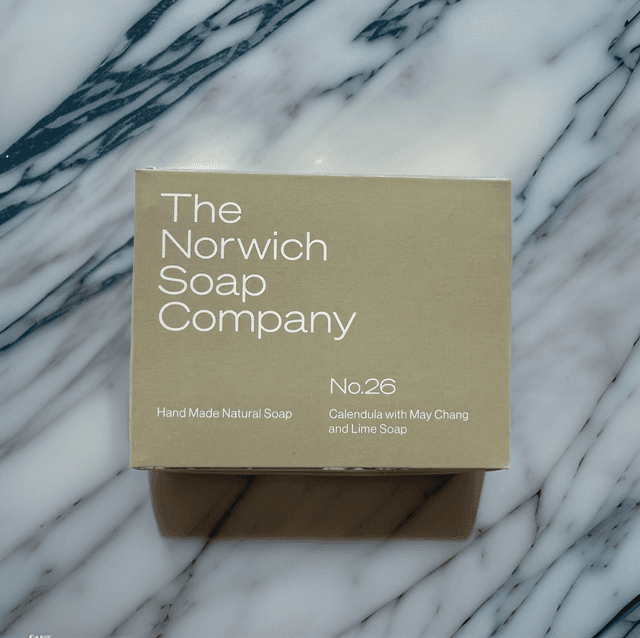 The
Norwich
Soap
Company
No.26
Hand Made Natural Soap
Calendula with May Chang
and Lime Soap